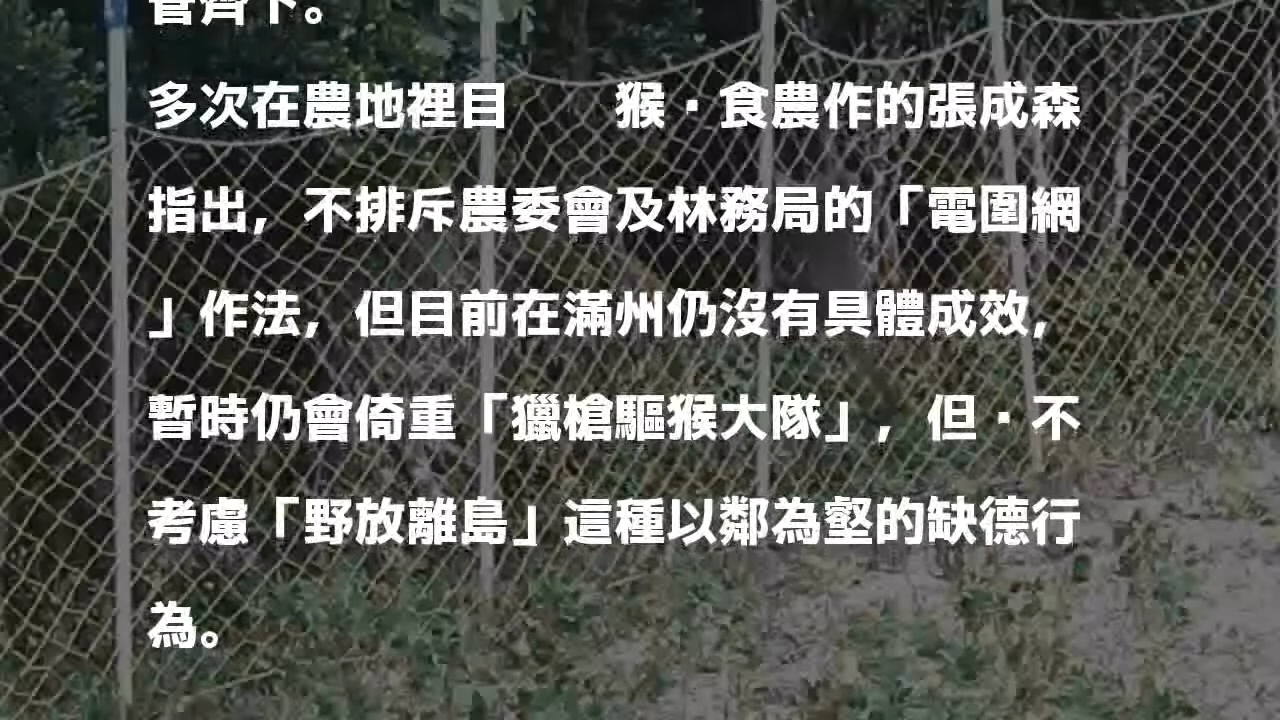 管齊下。
多次在農地裡目　　猴・食農作的張成森
指出，不排斥農委會及林務局的「電圍網
」作法，但目前在滿州仍沒有具體成效，
暫時仍會倚重「獵槍驅猴大隊」，但・不
考慮「野放離島」這種以鄰為壑的缺德行
為。